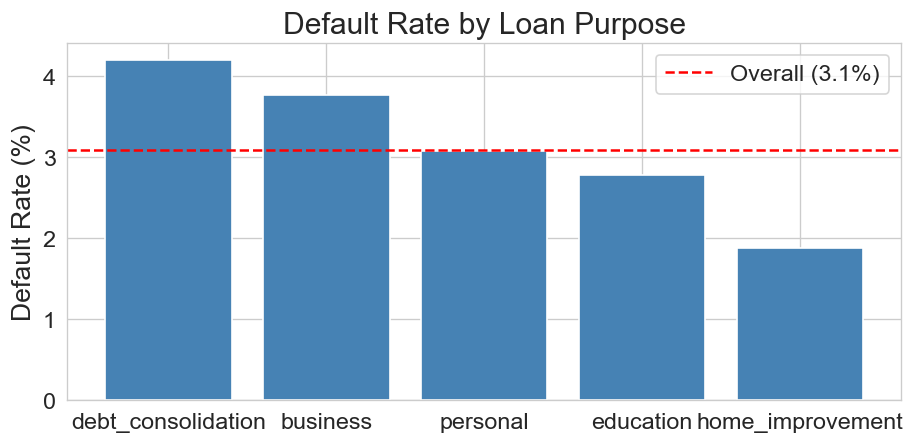 Default Rate by Loan Purpose
Overall (3.1%)
Default Rate (%)
4
3
2
1
0
debt_consolidation business personal education home_improvement